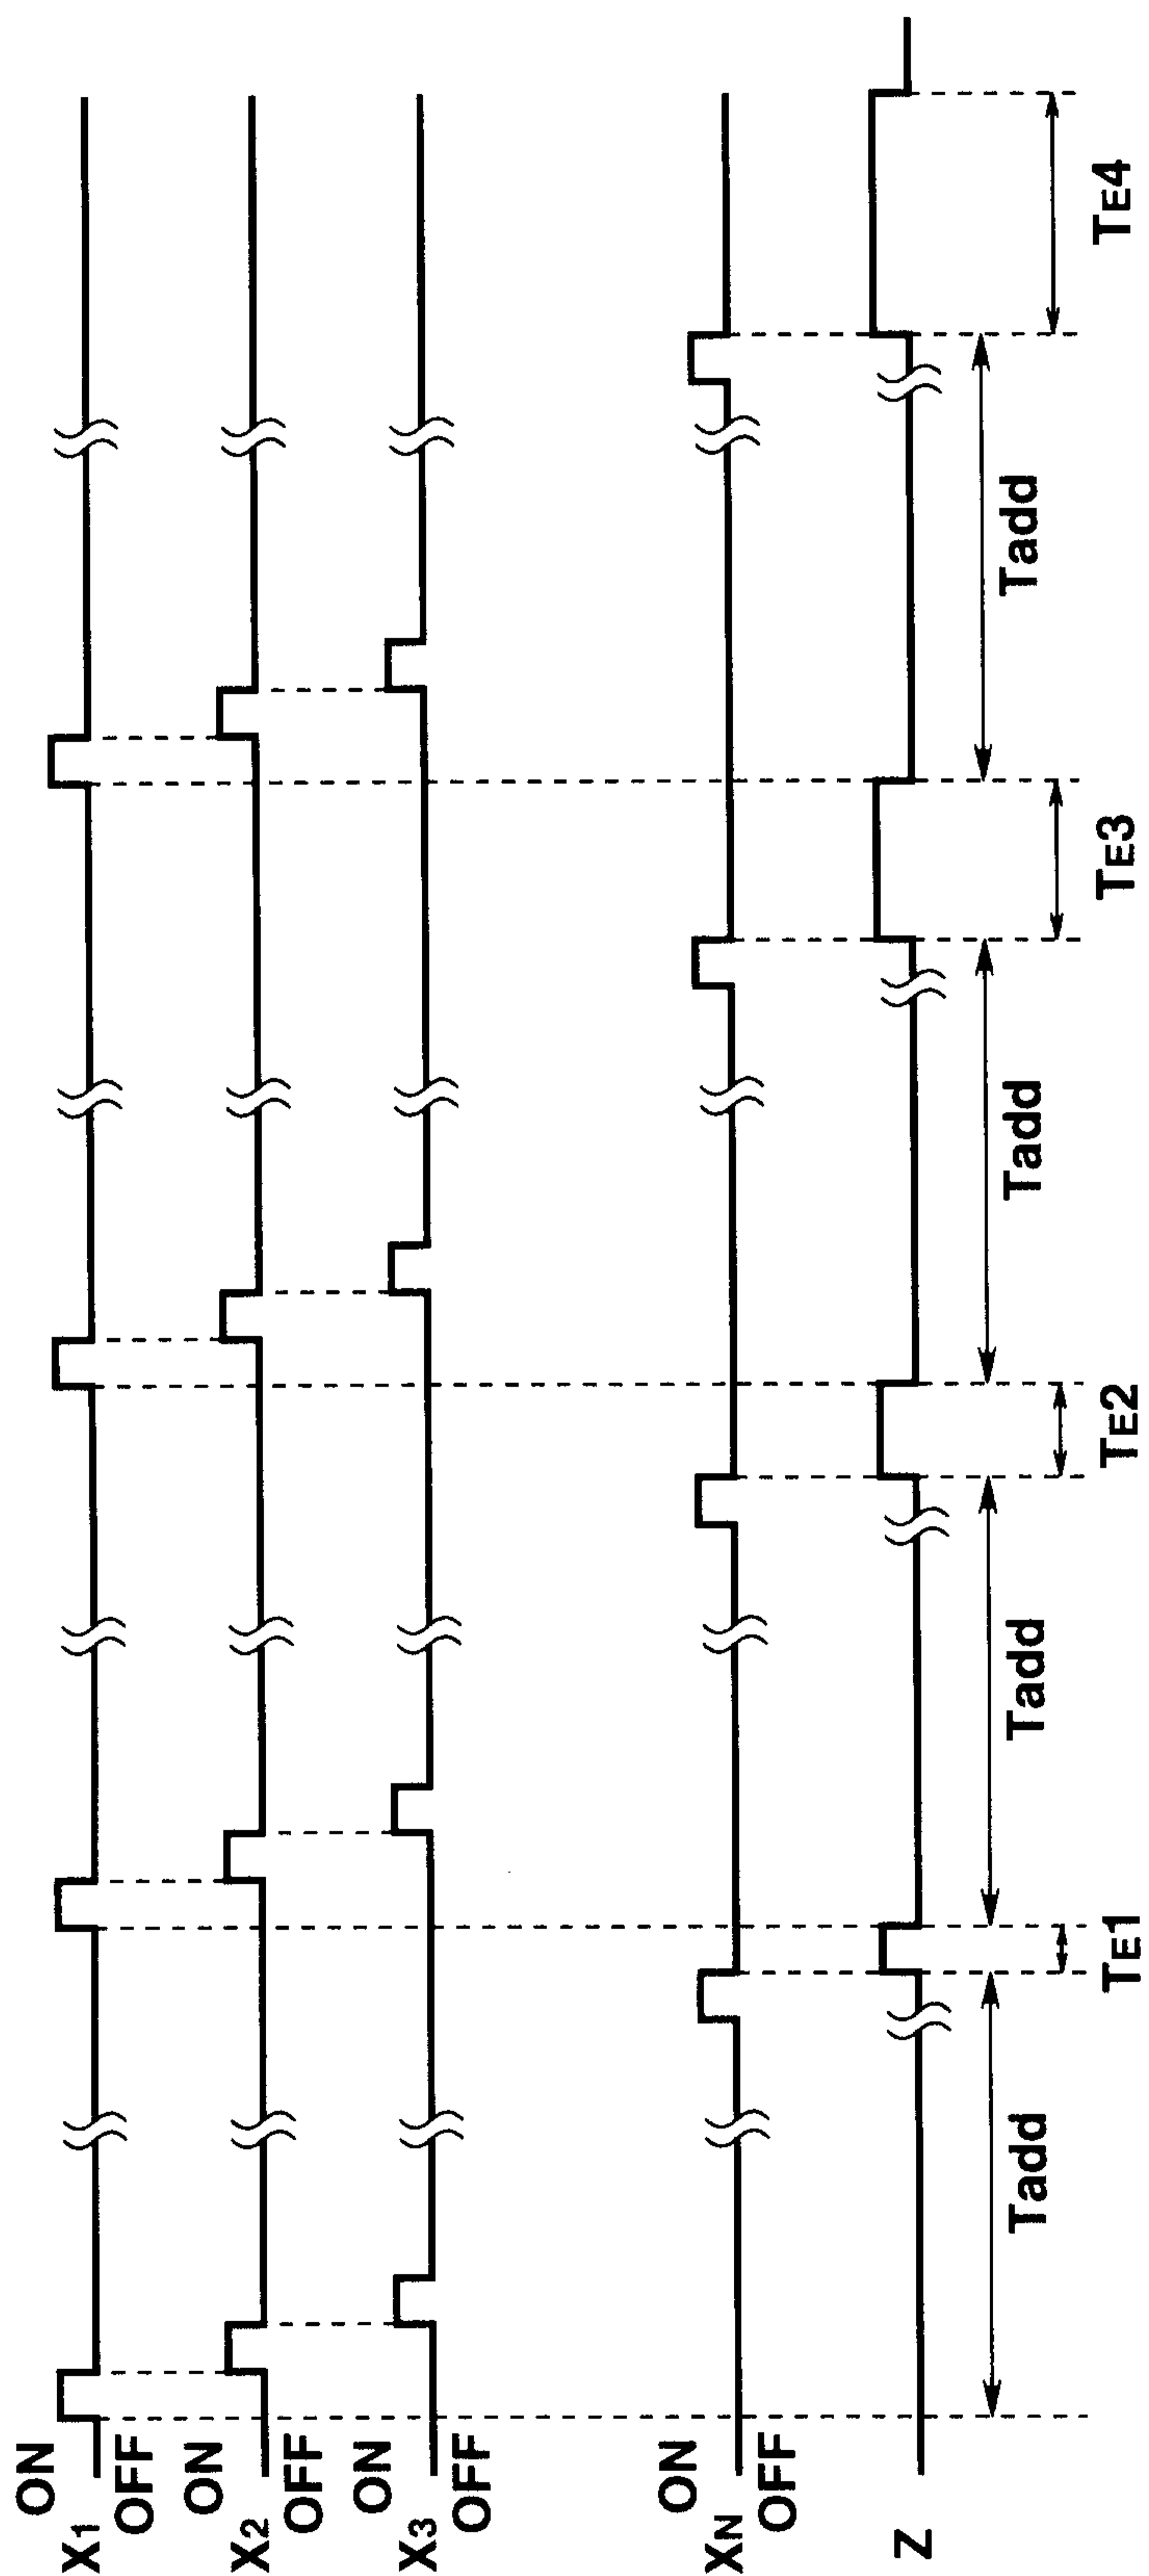 ON
X1
OFF
ON
X2
OFF
ON
X3
OFF
ON
XN
OFF
Z
Tadd Tadd Tadd Tadd
TE1 TE2 TE3 TE4